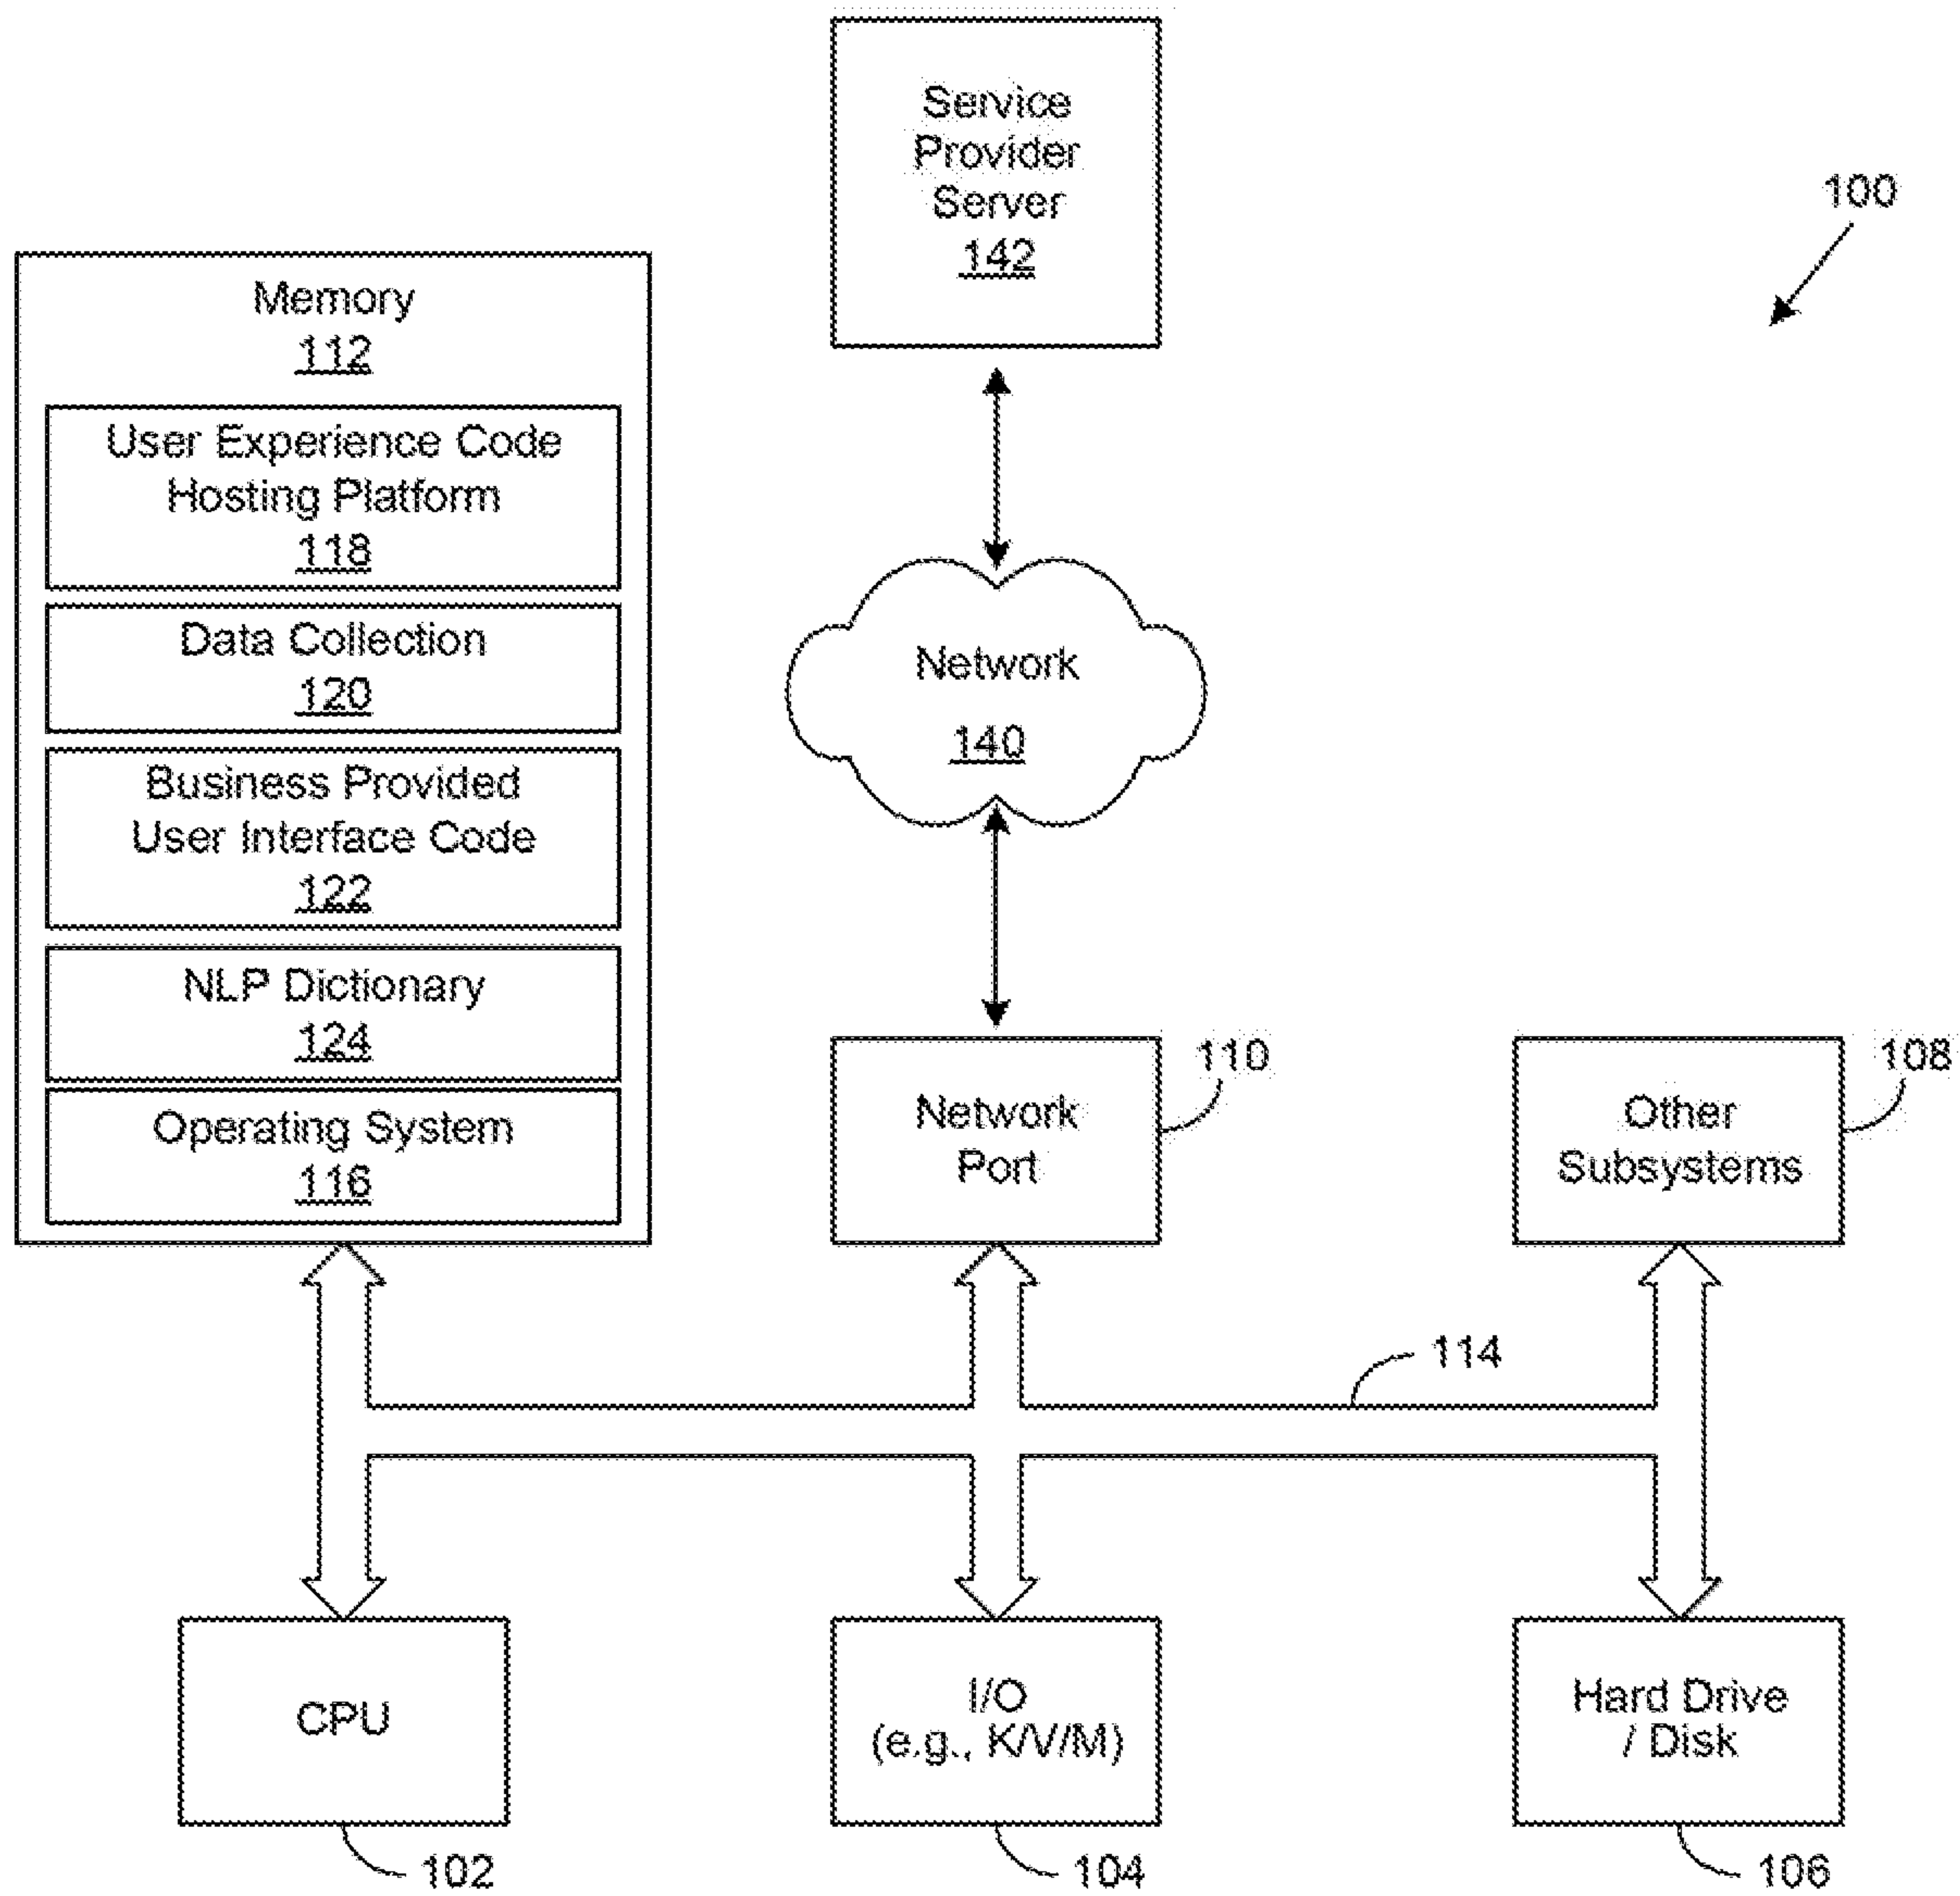 Service
Provider
Server
142
100
Memory
112
User Experience Code
Hosting Platform
118
Data Collection
120
Business Provided
User Interface Code
122
NLP Dictionary
124
Operating System
116
Network
140
Network
Port
110
Other
Subsystems
108
114
CPU
102
I/O
(e.g., K/V/M)
104
Hard Drive
/ Disk
106